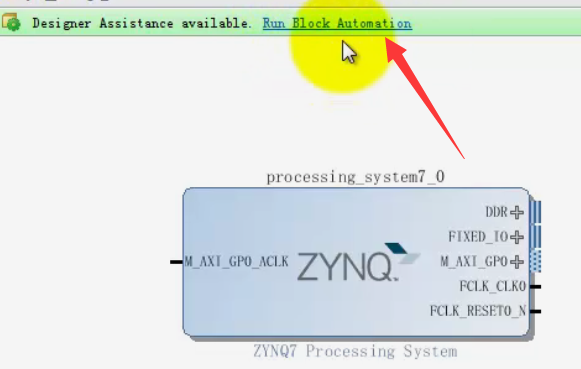 Designer Assistance available. Run Block Automation
processing_system7_0
DDR
FIXED_IO
M_AXI_GP0_ACLK
ZYNQ.
M_AXI_GP0
FCLK_CLK0
FCLK_RESET0_N
ZYNQ7 Processing System